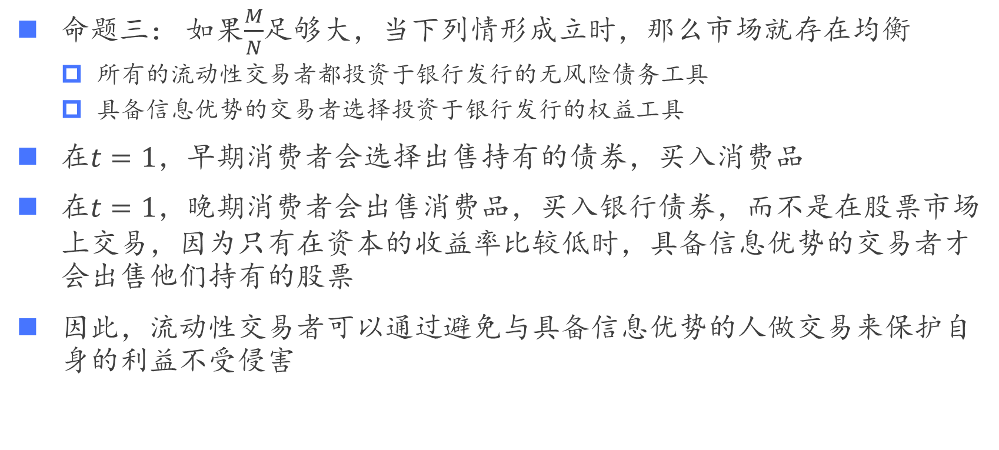 命题三： 如果M/N足够大，当下列情形成立时，那么市场就存在均衡
所有的流动性交易者都投资于银行发行的无风险债务工具
具备信息优势的交易者选择投资于银行发行的权益工具
在t = 1，早期消费者会选择出售持有的债券，买入消费品
在t = 1，晚期消费者会出售消费品，买入银行债券，而不是在股票市场
上交易，因为只有在资本的收益率比较低时，具备信息优势的交易者才
会出售他们持有的股票
因此，流动性交易者可以通过避免与具备信息优势的人做交易来保护自
身的利益不受侵害